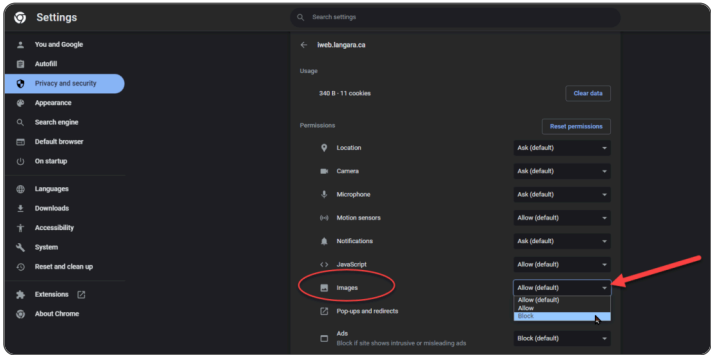 Settings
Search settings
You and Google
Autofill
Privacy and security
Appearance
Search engine
Default browser
On startup
Languages
Downloads
Accessibility
System
Reset and clean up
Extensions
About Chrome
iweb.langara.ca
Usage
340 B · 11 cookies
Clear data
Permissions
Reset permissions
Location
Ask (default)
Camera
Ask (default)
Microphone
Ask (default)
Motion sensors
Allow (default)
Notifications
Ask (default)
JavaScript
Allow (default)
Images
Allow (default)
Allow (default)
Allow
Block
Pop-ups and redirects
Ads
Block if site shows intrusive or misleading ads
Block (default)